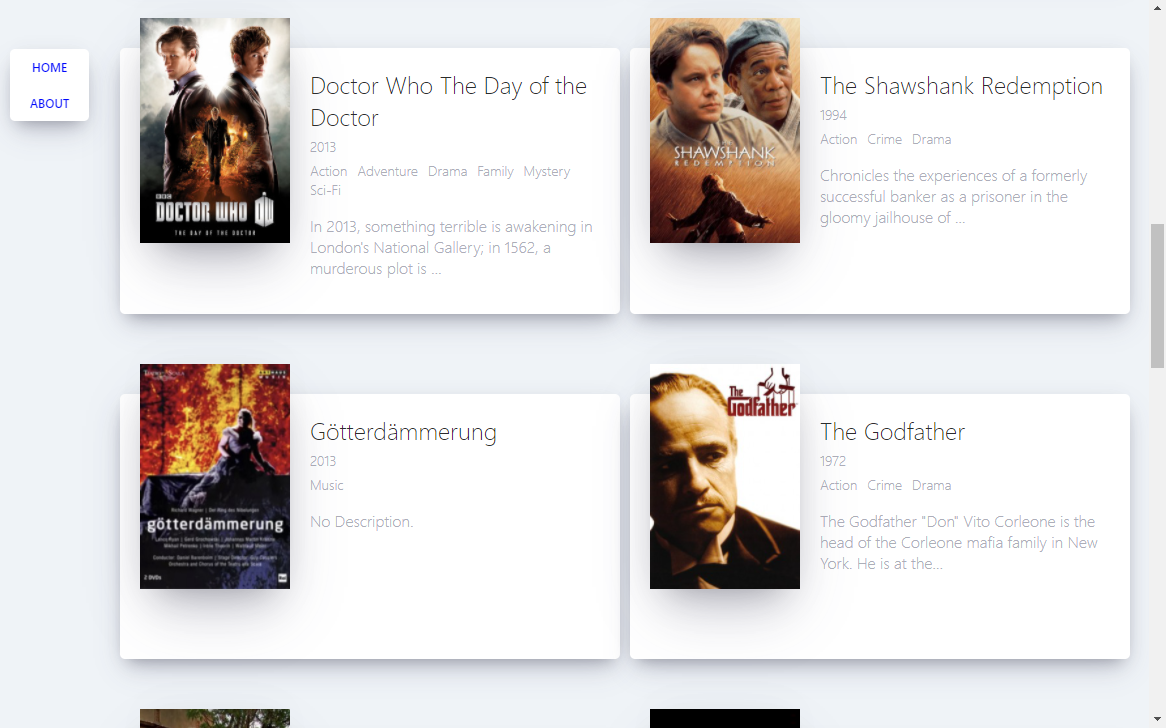 HOME
ABOUT
BBC
DOCTOR WHO
THE DAY OF THE DOCTOR
Doctor Who The Day of the
Doctor
2013
Action Adventure Drama Family Mystery
Sci-Fi
In 2013, something terrible is awakening in
London's National Gallery; in 1562, a
murderous plot is ...
SHAWSHANK
REDEMPTION
The Shawshank Redemption
1994
Action Crime Drama
Chronicles the experiences of a formerly
successful banker as a prisoner in the
gloomy jailhouse of ...
götterdämmerung
2 DVDs
Götterdämmerung
2013
Music
No Description.
The
Godfather
The Godfather
1972
Action Crime Drama
The Godfather "Don" Vito Corleone is the
head of the Corleone mafia family in New
York. He is at the...